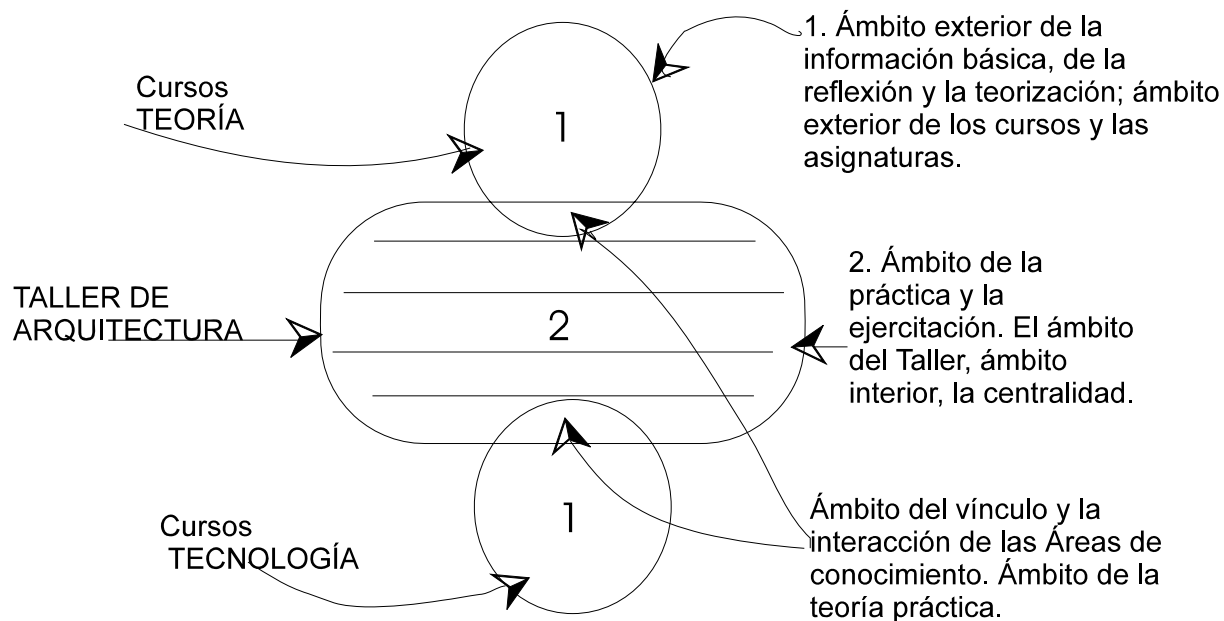 1. Ámbito exterior de la
información básica, de la
reflexión y la teorización; ámbito
exterior de los cursos y las
asignaturas.
Cursos
TEORÍA
1
TALLER DE
ARQUITECTURA
2
2. Ámbito de la
práctica y la
ejercitación. El ámbito
del Taller, ámbito
interior, la centralidad.
Cursos
TECNOLOGÍA
1
Ámbito del vínculo y la
interacción de las Áreas de
conocimiento. Ámbito de la
teoría práctica.